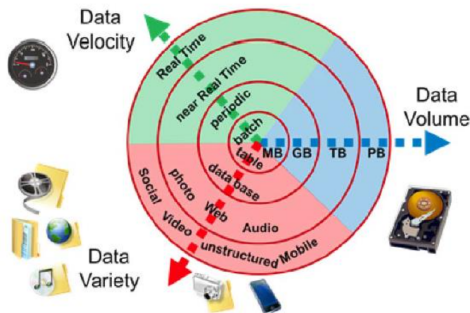 Data
Velocity
Real Time
near Real Time
periodic
batch
table
data base
MB
GB
TB
PB
Data
Volume
photo
Web
Audio
Social
Video
unstructured
Mobile
Data
Variety